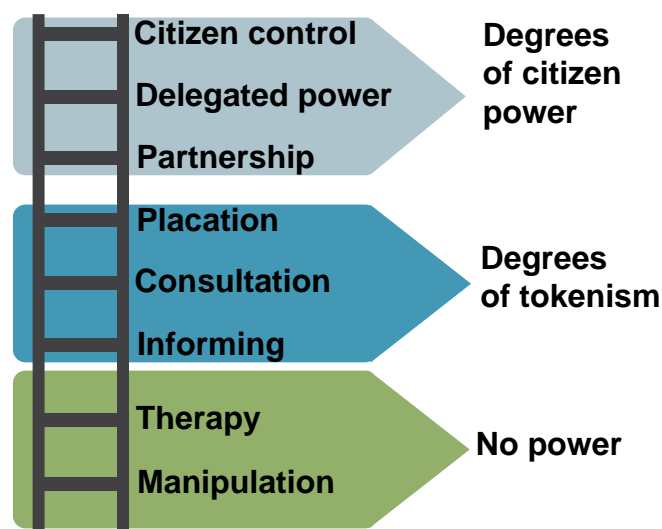 Citizen control
Delegated power
Partnership
Degrees
of citizen
power
Placation
Consultation
Informing
Degrees
of tokenism
Therapy
Manipulation
No power